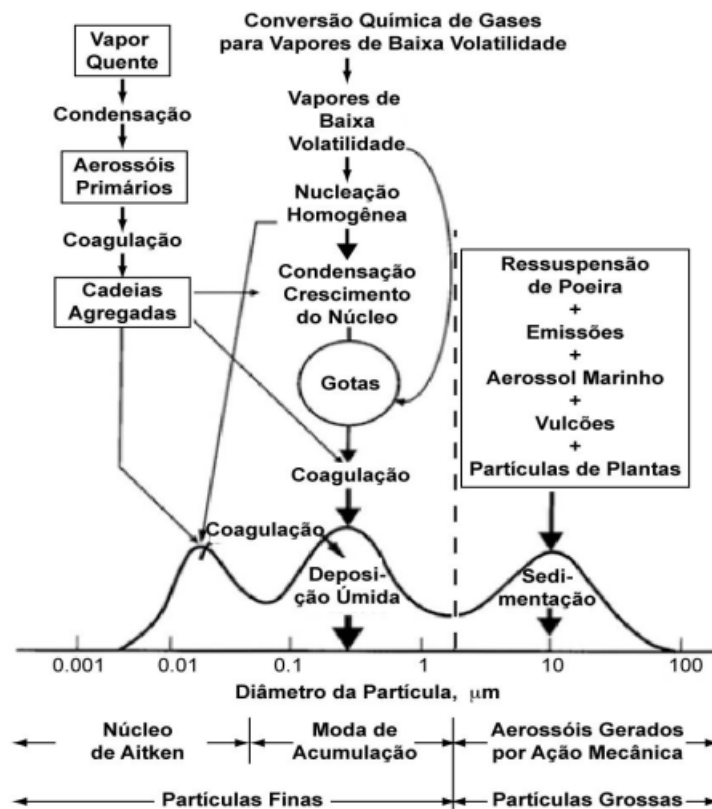 Conversão Química de Gases
para Vapores de Baixa Volatilidade
Vapor
Quente
Condensação
Aerossóis
Primários
Coagulação
Cadeias
Agregadas
Vapores de
Baixa
Volatilidade
Nucleação
Homogênea
Condensação
Crescimento
do Núcleo
Gotas
Coagulação
Ressuspensão
de Poeira
+
Emissões
+
Aerossol Marinho
+
Vulcões
+
Partículas de Plantas
Coagulação
Deposi-
ção Úmida
Sedi-
mentação
0.001 0.01 0.1 1 10 100
Diâmetro da Partícula, μm
Núcleo
de Aitken
Moda de
Acumulação
Aerossóis Gerados
por Ação Mecânica
Partículas Finas
Partículas Grossas